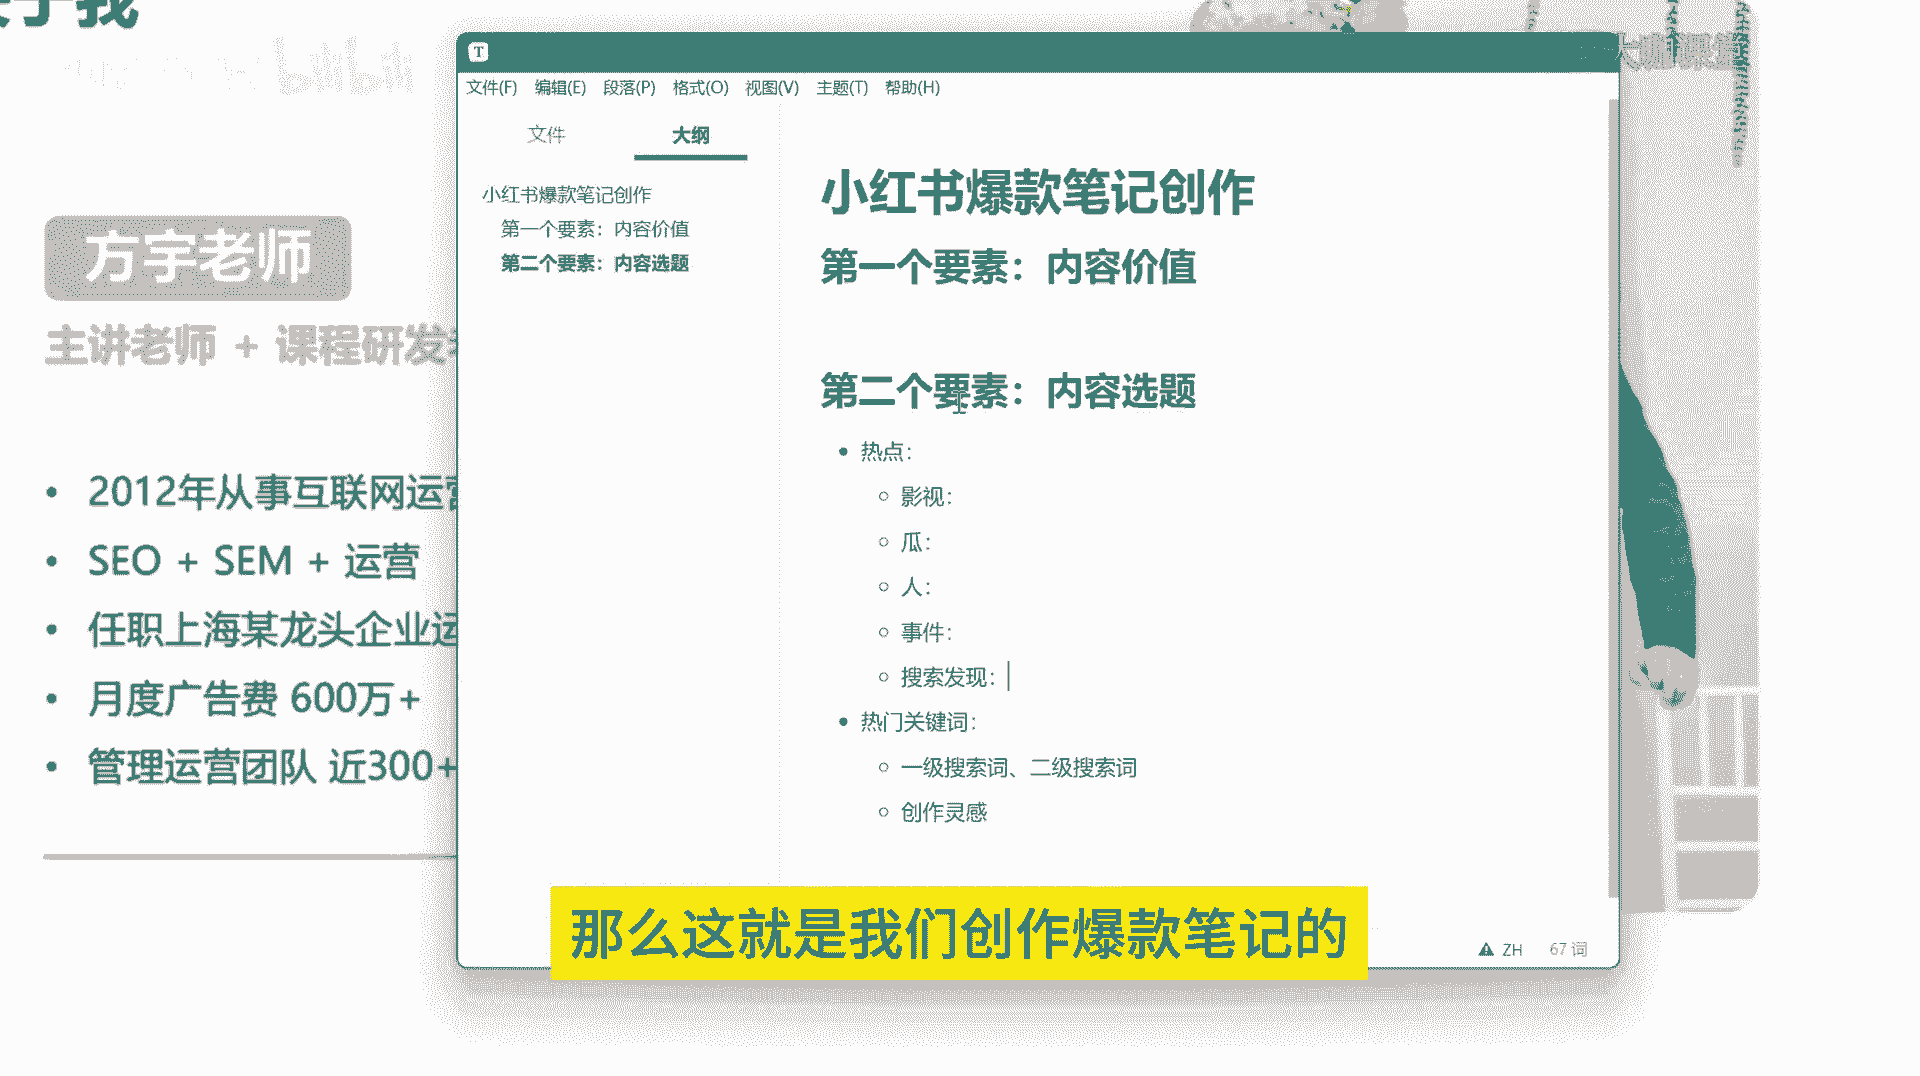 于我
bilibili
方宇老师
主讲老师 + 课程研发
• 2012年从事互联网运营
• SEO + SEM + 运营
• 任职上海某龙头企业运
• 月度广告费 600万+
• 管理运营团队 近300+
T
文件(F) 编辑(E) 段落(P) 格式(O) 视图(V) 主题(T) 帮助(H)
文件 大纲
小红书爆款笔记创作
第一个要素：内容价值
第二个要素：内容选题
小红书爆款笔记创作
第一个要素：内容价值
第二个要素：内容选题
• 热点：
○ 影视：
○ 瓜：
○ 人：
○ 事件：
○ 搜索发现：
• 热门关键词：
○ 一级搜索词、二级搜索词
○ 创作灵感
ZH 67 词
那么这就是我们创作爆款笔记的